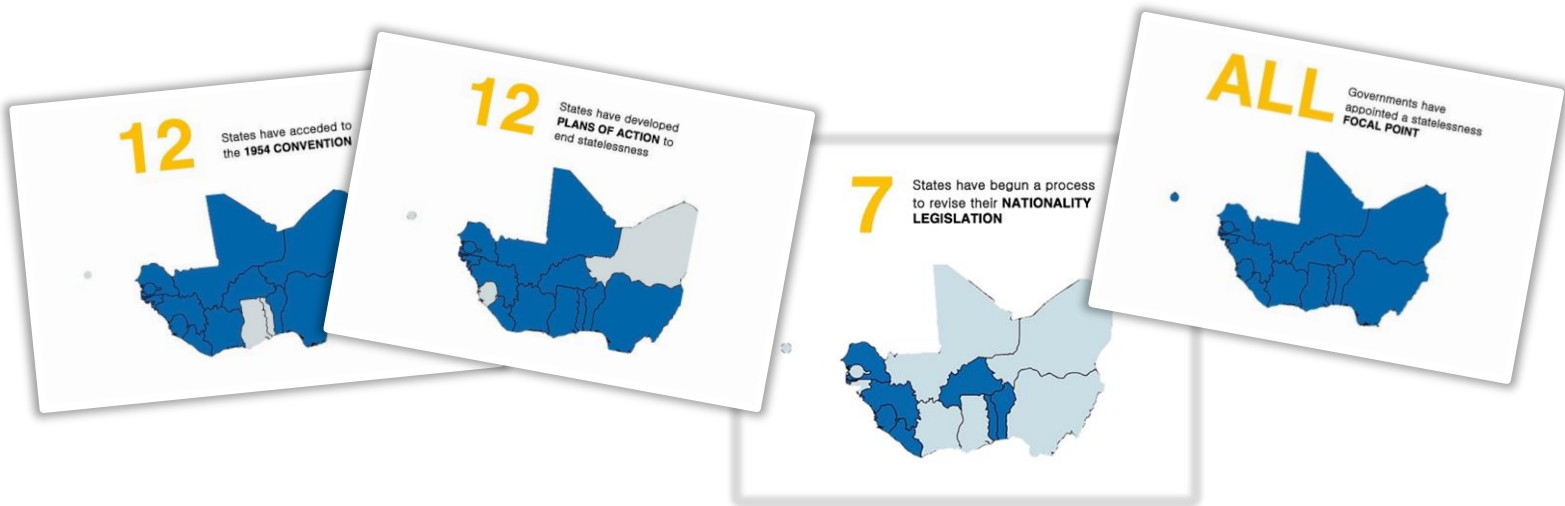 12
States have acceded to
the 1954 CONVENTION
12
States have developed
PLANS OF ACTION to
end statelessness
7
States have begun a process
to revise their NATIONALITY
LEGISLATION
ALL
Governments have
appointed a statelessness
FOCAL POINT